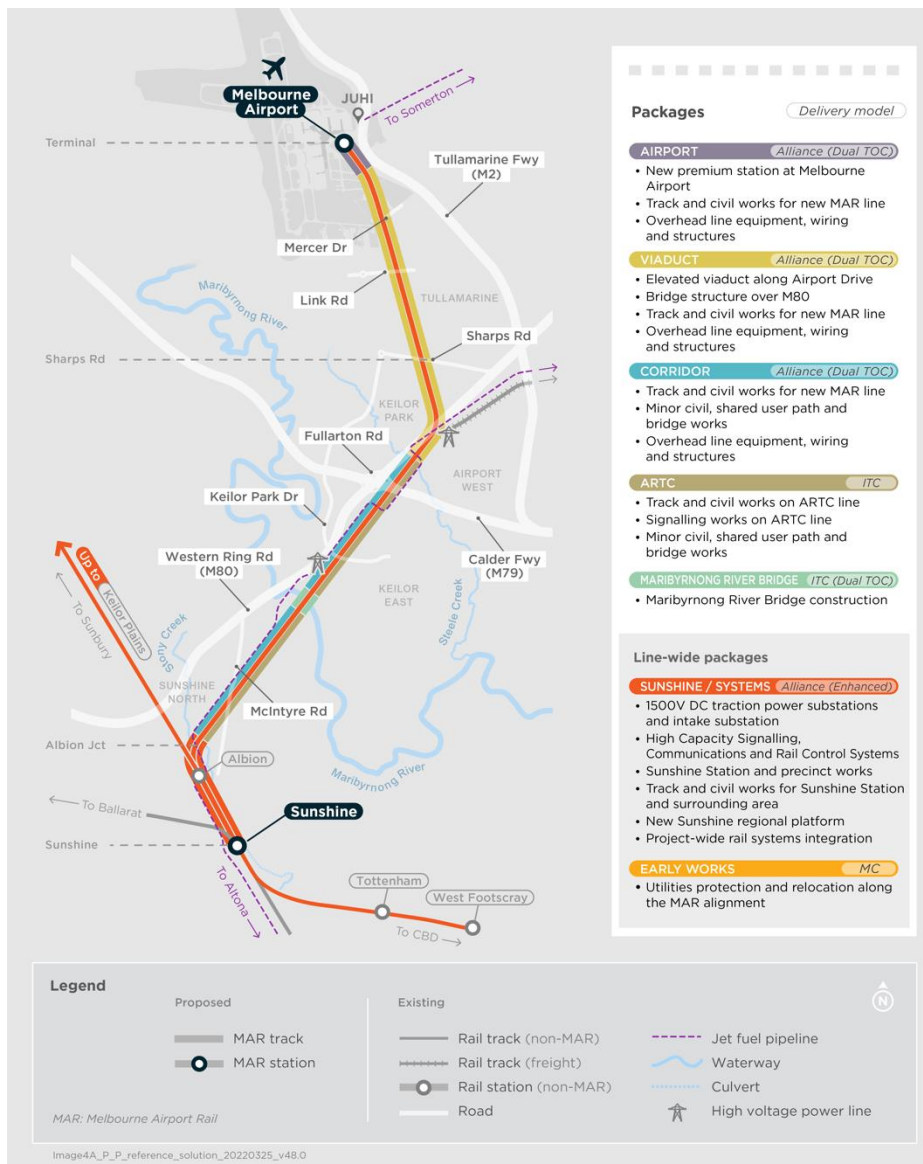 Melbourne
Airport
JUHI
To Somerton
Terminal
Tullamarine Fwy
(M2)
Mercer Dr
Link Rd
Maribyrnong
River
TULLAMARINE
Sharps Rd
Sharps Rd
KEILOR
PARK
Fullarton Rd
AIRPORT
WEST
Keilor Park Dr
Western Ring Rd
(M80)
Calder Fwy
(M79)
KEILOR
EAST
Steele Creek
Up to Keilor Plains
To Sunbury
Stony Creek
SUNSHINE
NORTH
McIntyre Rd
Albion Jct
Albion
Maribyrnong River
To Ballarat
Sunshine
Sunshine
To Altona
Tottenham
West Footscray
To CBD
Packages Delivery model
AIRPORT Alliance (Dual TOC)
• New premium station at Melbourne
Airport
• Track and civil works for new MAR line
• Overhead line equipment, wiring
and structures
VIADUCT Alliance (Dual TOC)
• Elevated viaduct along Airport Drive
• Bridge structure over M80
• Track and civil works for new MAR line
• Overhead line equipment, wiring
and structures
CORRIDOR Alliance (Dual TOC)
• Track and civil works for new MAR line
• Minor civil, shared user path and
bridge works
• Overhead line equipment, wiring
and structures
ARTC ITC
• Track and civil works on ARTC line
• Signalling works on ARTC line
• Minor civil, shared user path and
bridge works
MARIBYRNONG RIVER BRIDGE ITC (Dual TOC)
• Maribyrnong River Bridge construction
Line-wide packages
SUNSHINE / SYSTEMS Alliance (Enhanced)
• 1500V DC traction power substations
and intake substation
• High Capacity Signalling,
Communications and Rail Control Systems
• Sunshine Station and precinct works
• Track and civil works for Sunshine Station
and surrounding area
• New Sunshine regional platform
• Project-wide rail systems integration
EARLY WORKS MC
• Utilities protection and relocation along
the MAR alignment
Legend
Proposed
MAR track
MAR station
Existing
Rail track (non-MAR)
Rail track (freight)
Rail station (non-MAR)
Road
Jet fuel pipeline
Waterway
Culvert
High voltage power line
N
MAR: Melbourne Airport Rail
Image4A_P_P_reference_solution_20220325_v48.0